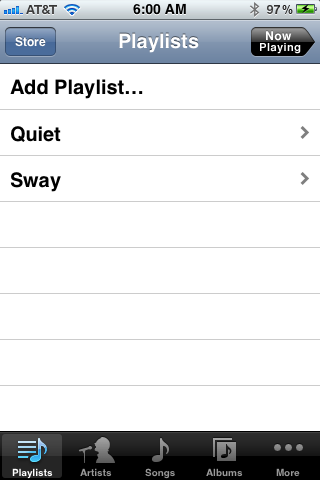 AT&T 6:00 AM 97%
Store Playlists Now Playing
Add Playlist...
Quiet
Sway
Playlists Artists Songs Albums More